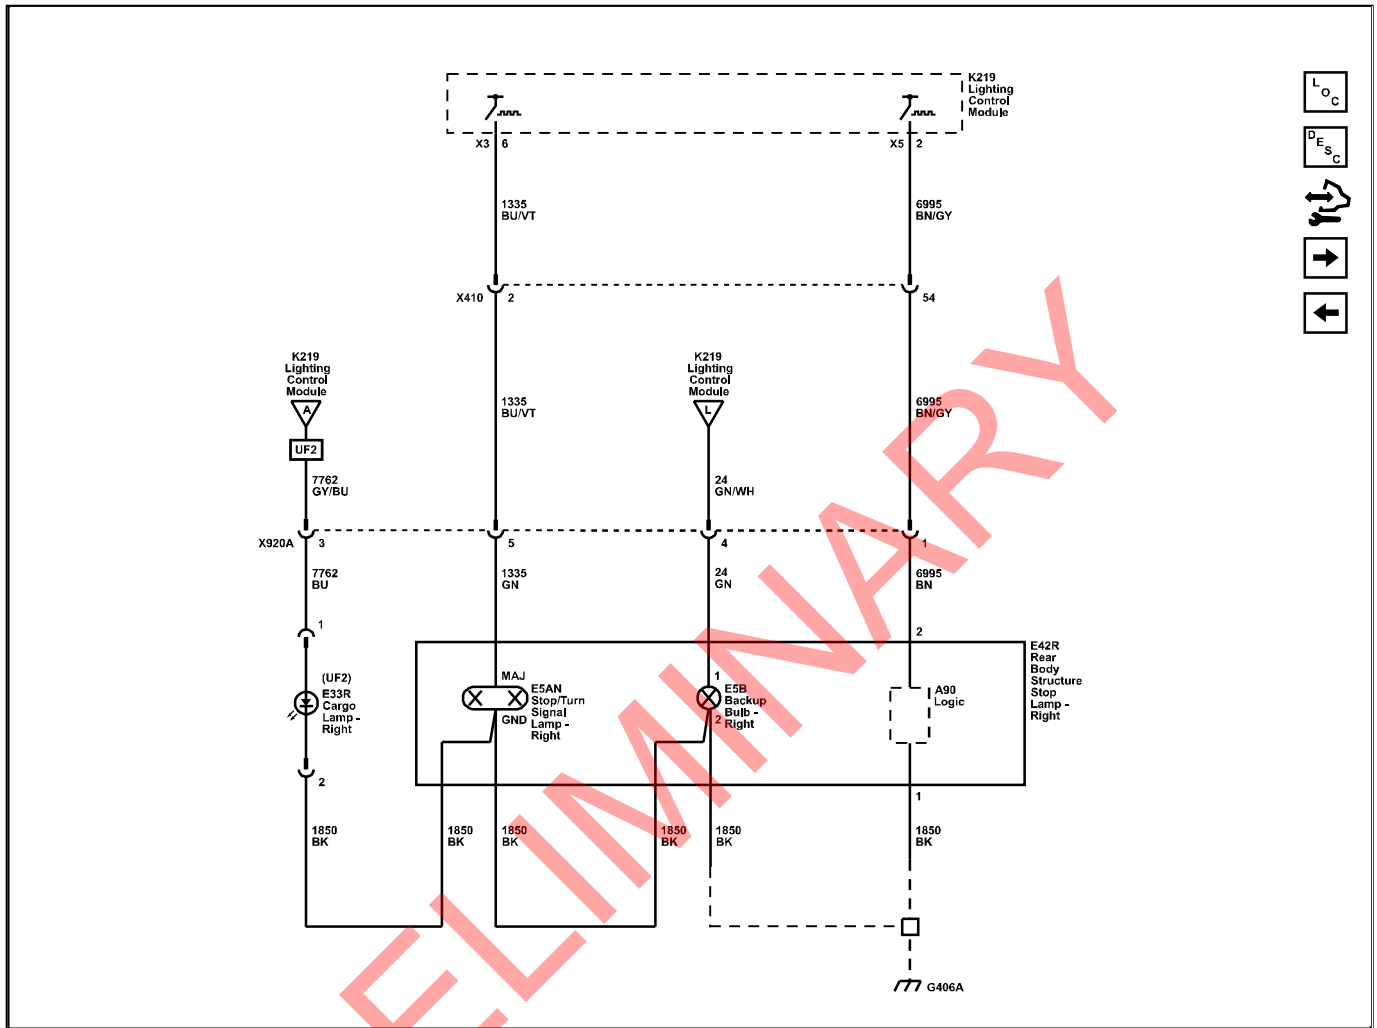 K219
Lighting
Control
Module
L
O
C
D
E
S
C
X3 6
X5 2
1335
BU/VT
6995
BN/GY
X410 2
54
K219
Lighting
Control
Module
A
UF2
K219
Lighting
Control
Module
L
1335
BU/VT
6995
BN/GY
7762
GY/BU
24
GN/WH
X920A 3
5
4
1
7762
BU
1335
GN
24
GN
6995
BN
1
2
E42R
Rear
Body
Structure
Stop
Lamp -
Right
(UF2)
E33R
Cargo
Lamp -
Right
MAJ
E5AN
Stop/Turn
Signal
Lamp -
Right
GND
1
E5B
Backup
Bulb -
Right
2
A90
Logic
2
1
1850
BK
1850
BK
1850
BK
1850
BK
1850
BK
1850
BK
G406A
ELIMINARY